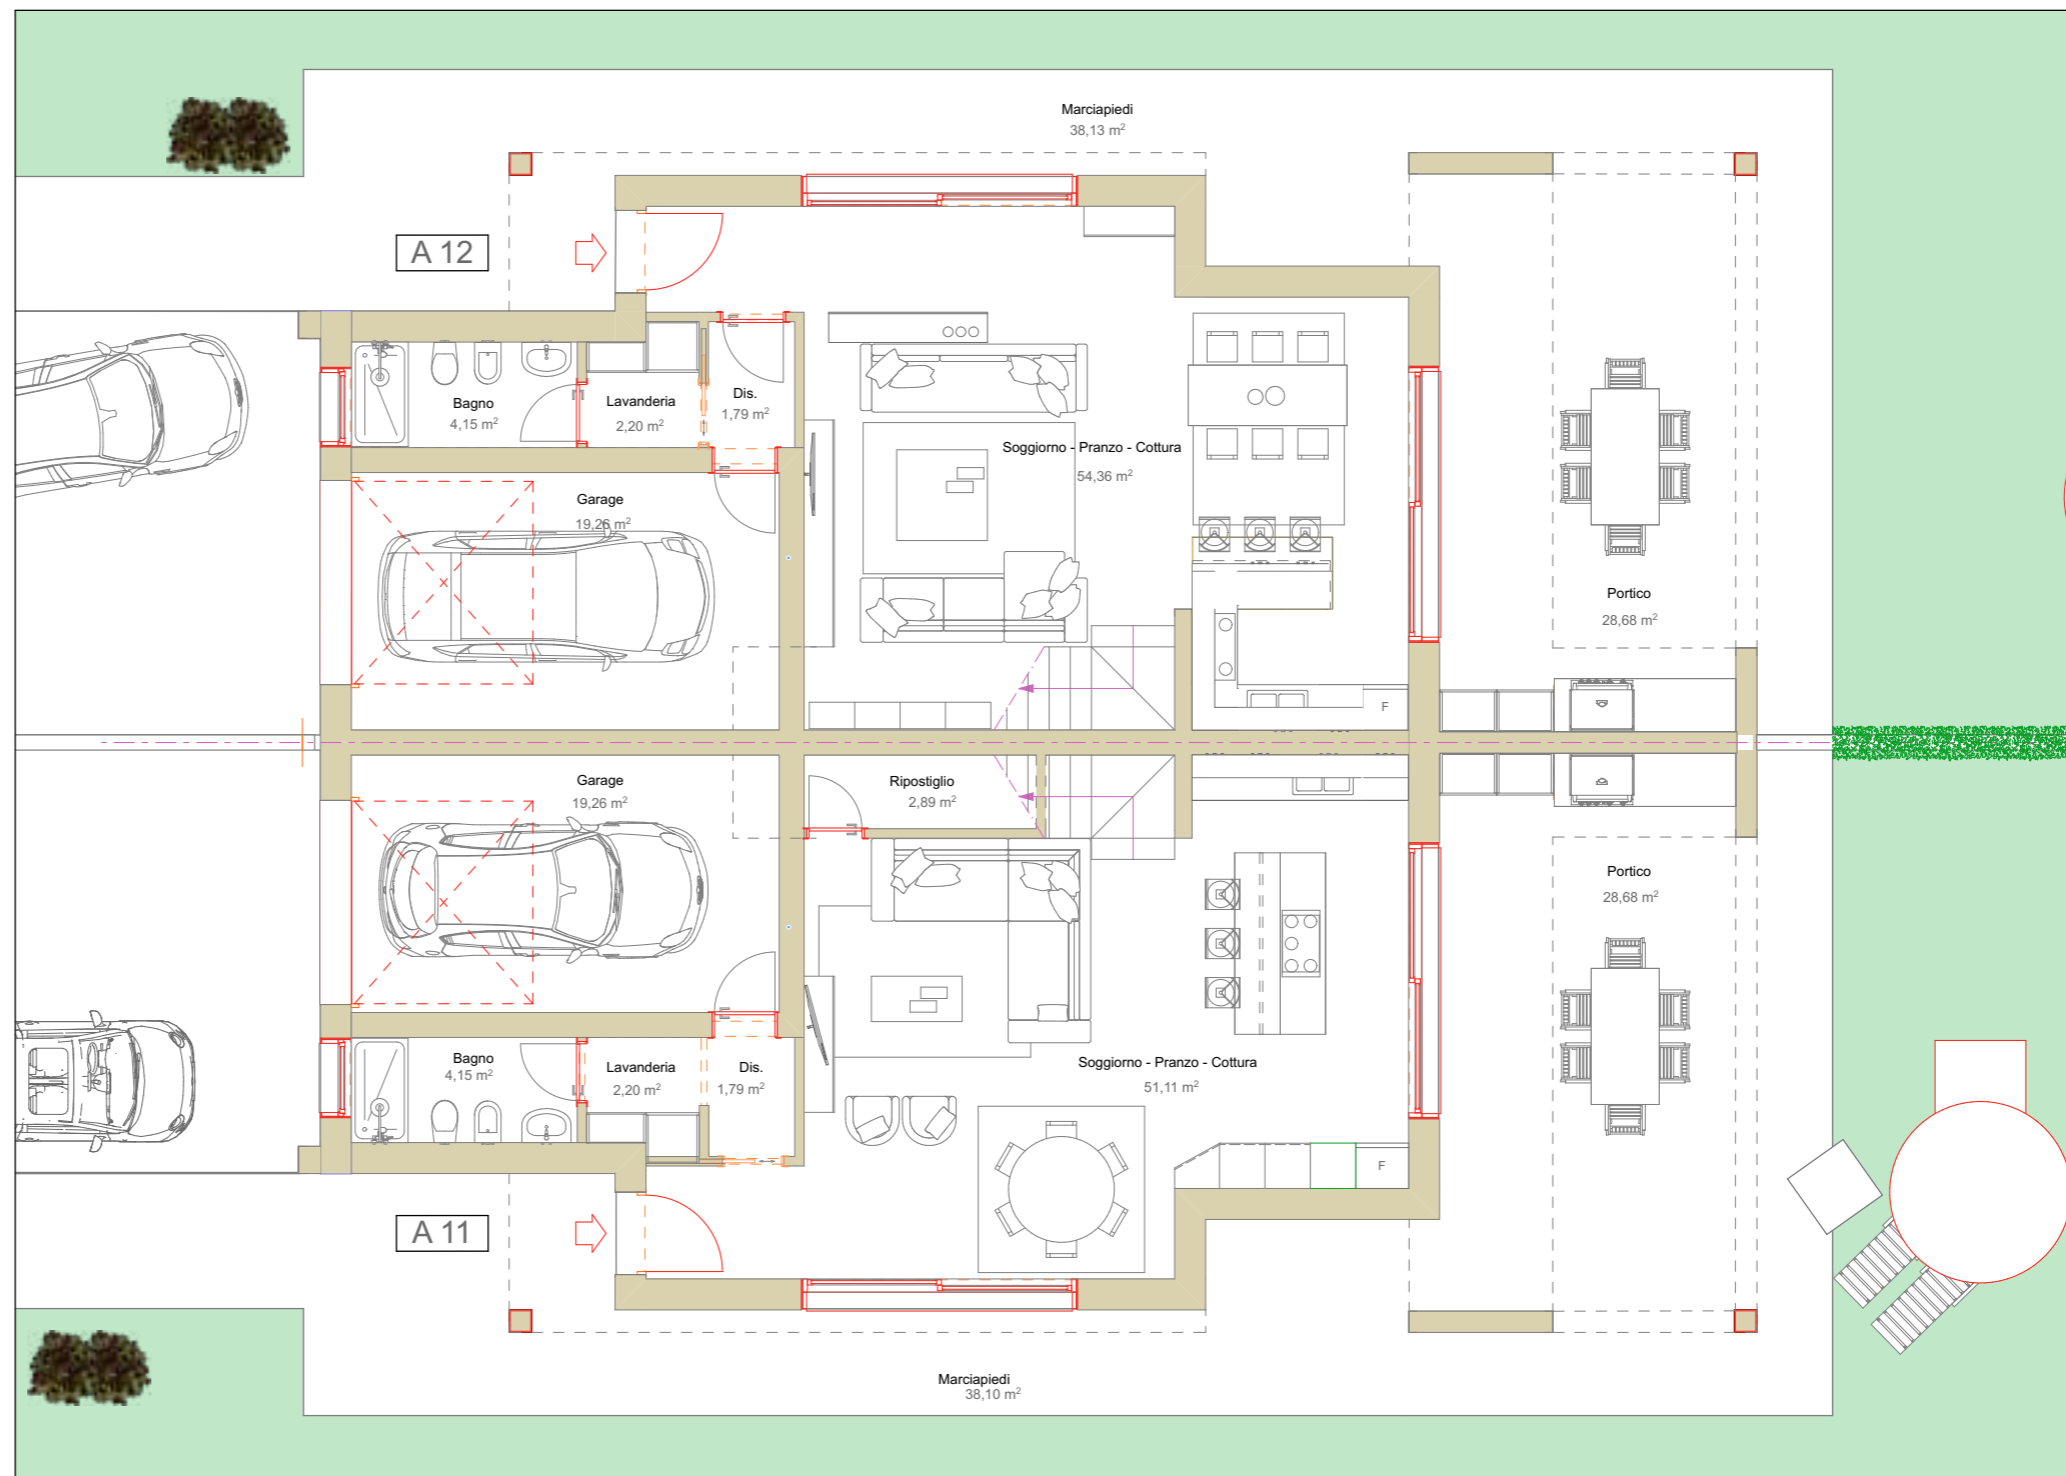 Marciapiedi
38,13 m²
A 12
Bagno
4,15 m²
Lavanderia
2,20 m²
Dis.
1,79 m²
Soggiorno - Pranzo - Cottura
54,36 m²
Garage
19,26 m²
Portico
28,68 m²
F
Garage
19,26 m²
Ripostiglio
2,89 m²
Portico
28,68 m²
Bagno
4,15 m²
Lavanderia
2,20 m²
Dis.
1,79 m²
Soggiorno - Pranzo - Cottura
51,11 m²
F
A 11
Marciapiedi
38,10 m²